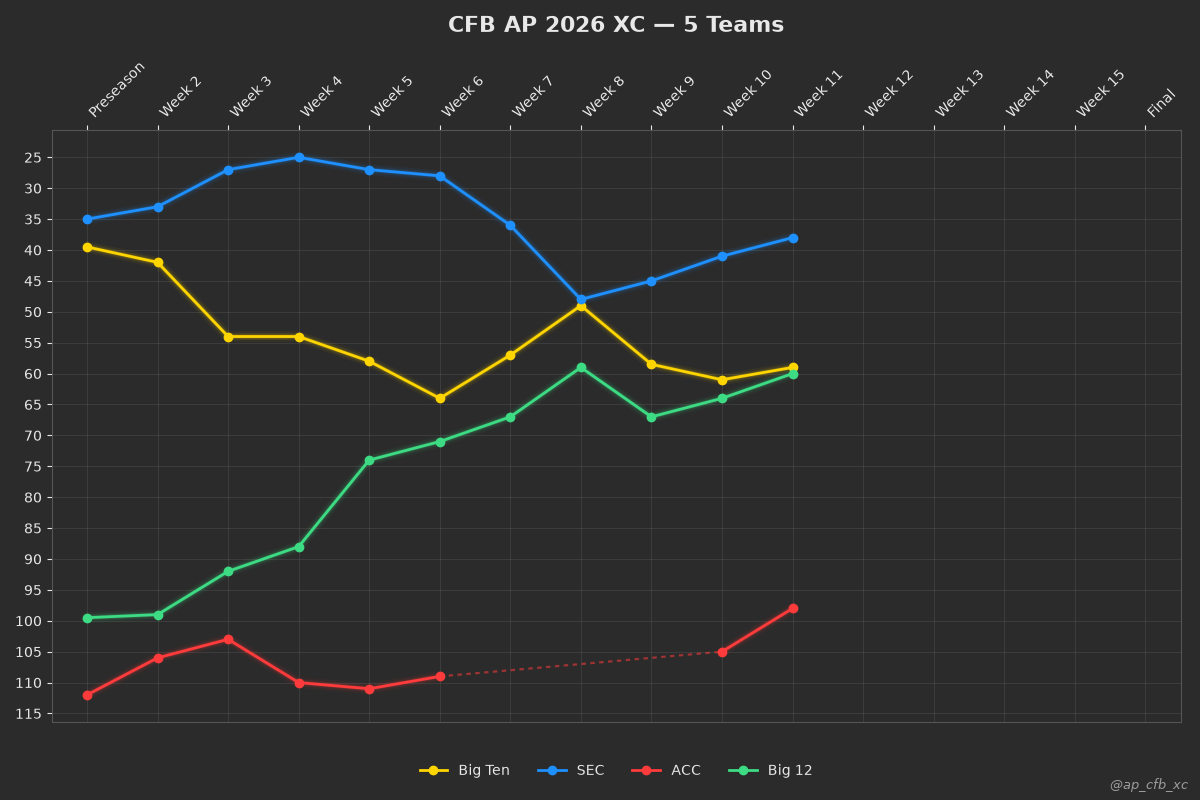 CFB AP 2026 XC — 5 Teams
Preseason
Week 2
Week 3
Week 4
Week 5
Week 6
Week 7
Week 8
Week 9
Week 10
Week 11
Week 12
Week 13
Week 14
Week 15
Final
25
30
35
40
45
50
55
60
65
70
75
80
85
90
95
100
105
110
115
Big Ten
SEC
ACC
Big 12
@ap_cfb_xc